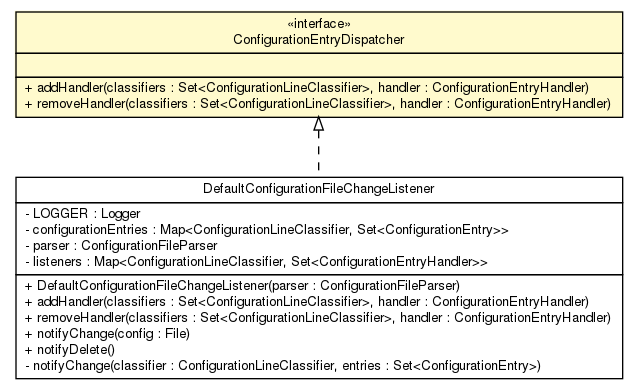 «interface»
ConfigurationEntryDispatcher
+ addHandler(classifiers : Set<ConfigurationLineClassifier>, handler : ConfigurationEntryHandler)
+ removeHandler(classifiers : Set<ConfigurationLineClassifier>, handler : ConfigurationEntryHandler)
DefaultConfigurationFileChangeListener
- LOGGER : Logger
- configurationEntries : Map<ConfigurationLineClassifier, Set<ConfigurationEntry>>
- parser : ConfigurationFileParser
- listeners : Map<ConfigurationLineClassifier, Set<ConfigurationEntryHandler>>
+ DefaultConfigurationFileChangeListener(parser : ConfigurationFileParser)
+ addHandler(classifiers : Set<ConfigurationLineClassifier>, handler : ConfigurationEntryHandler)
+ removeHandler(classifiers : Set<ConfigurationLineClassifier>, handler : ConfigurationEntryHandler)
+ notifyChange(config : File)
+ notifyDelete()
- notifyChange(classifier : ConfigurationLineClassifier, entries : Set<ConfigurationEntry>)